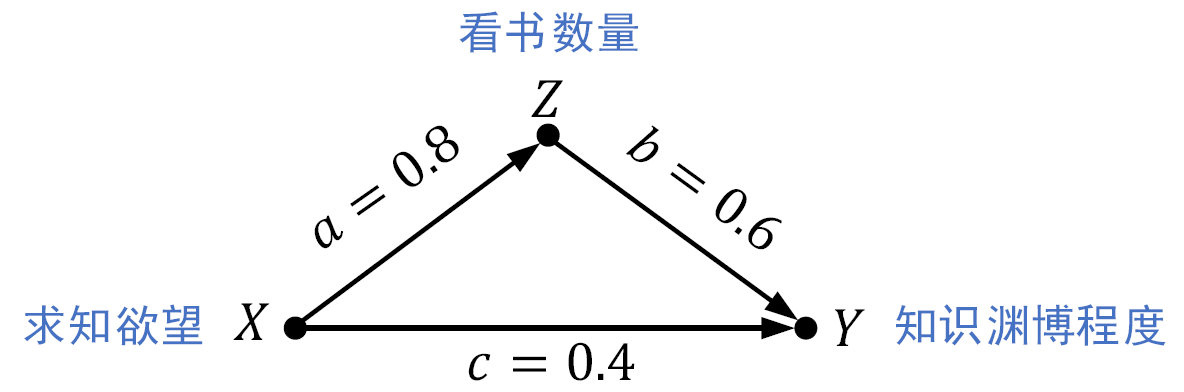 看书数量
Z
a = 0.8
b = 0.6
求知欲望 X
Y 知识渊博程度
c = 0.4